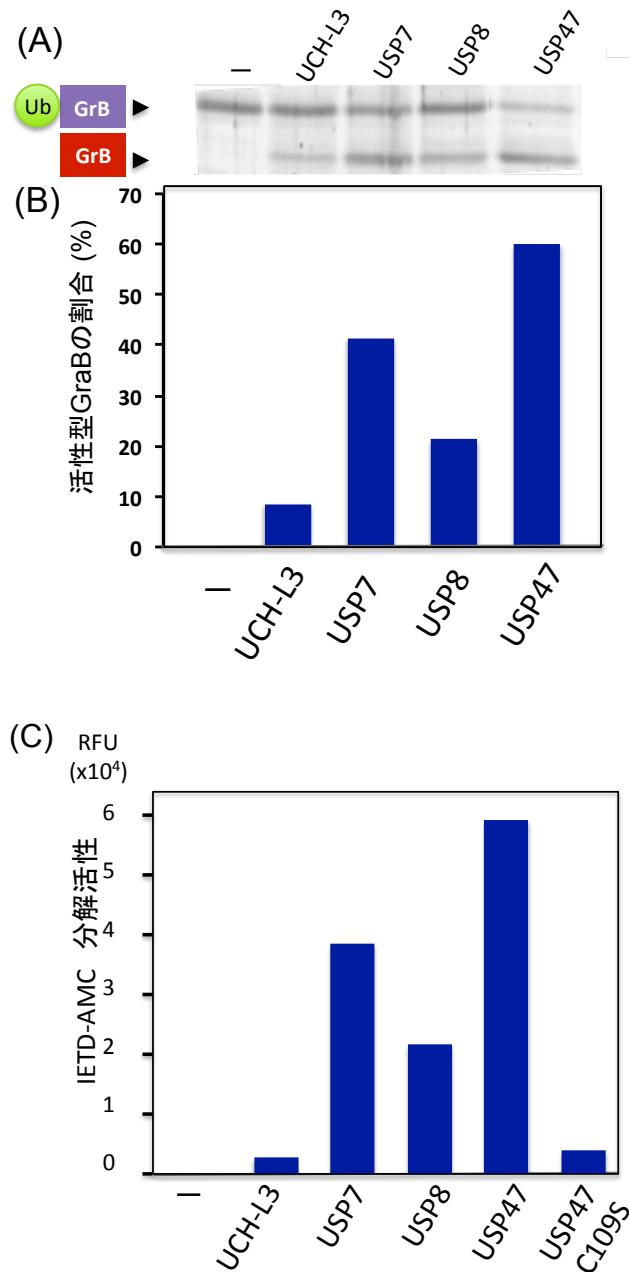 (A)
— UCH-L3 USP7 USP8 USP47
Ub GrB
GrB
(B)
活性型GraBの割合 (%)
70
60
50
40
30
20
10
0
— UCH-L3 USP7 USP8 USP47
(C)
RFU
(x10⁴)
IETD-AMC 分解活性
6
5
4
3
2
1
0
— UCH-L3 USP7 USP8 USP47 USP47
C109S